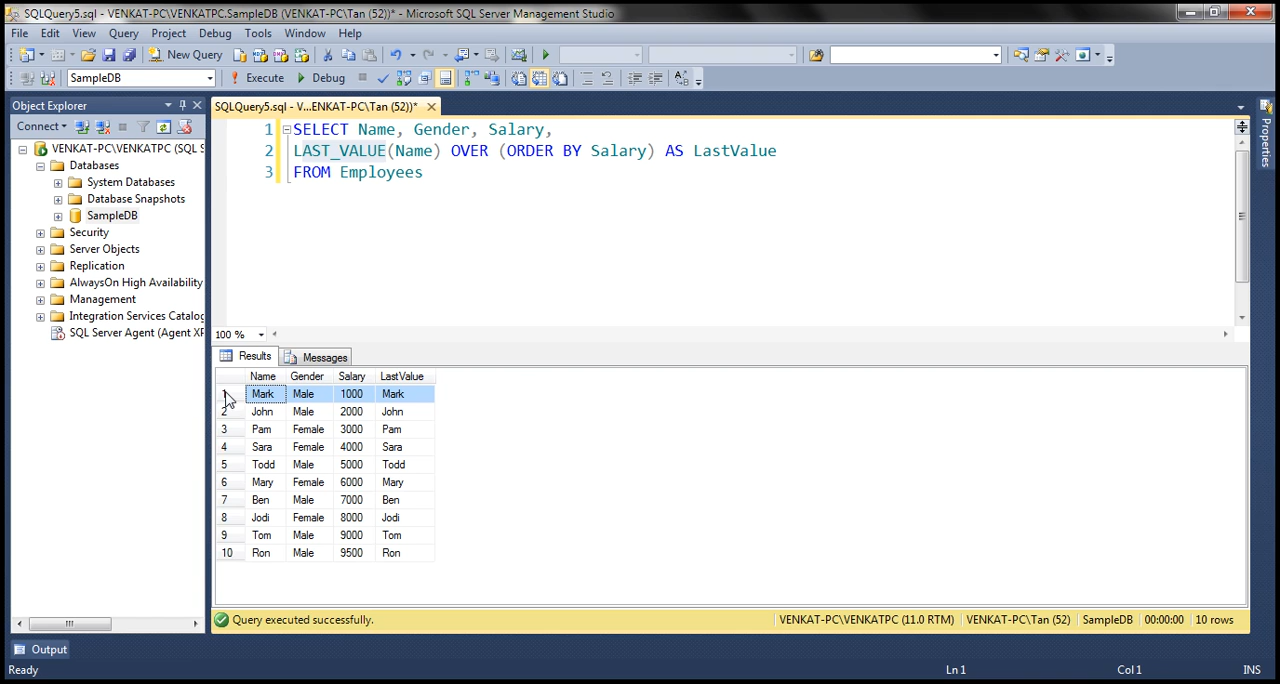 SQLQuery5.sql - VENKAT-PC\VENKATPC.SampleDB (VENKAT-PC\Tan (52))* - Microsoft SQL Server Management Studio
File Edit View Query Project Debug Tools Window Help
New Query
SampleDB Execute Debug
Object Explorer
SQLQuery5.sql - V...ENKAT-PC\Tan (52))*
Connect
Properties
VENKAT-PC\VENKATPC (SQL S
Databases
System Databases
Database Snapshots
SampleDB
Security
Server Objects
Replication
AlwaysOn High Availability
Management
Integration Services Catalog
SQL Server Agent (Agent XP
1 SELECT Name, Gender, Salary,
2 LAST_VALUE(Name) OVER (ORDER BY Salary) AS LastValue
3 FROM Employees
100 %
Results Messages
Name Gender Salary LastValue
1 Mark Male 1000 Mark
2 John Male 2000 John
3 Pam Female 3000 Pam
4 Sara Female 4000 Sara
5 Todd Male 5000 Todd
6 Mary Female 6000 Mary
7 Ben Male 7000 Ben
8 Jodi Female 8000 Jodi
9 Tom Male 9000 Tom
10 Ron Male 9500 Ron
Query executed successfully. VENKAT-PC\VENKATPC (11.0 RTM) VENKAT-PC\Tan (52) SampleDB 00:00:00 10 rows
Output
Ready Ln 1 Col 1 INS